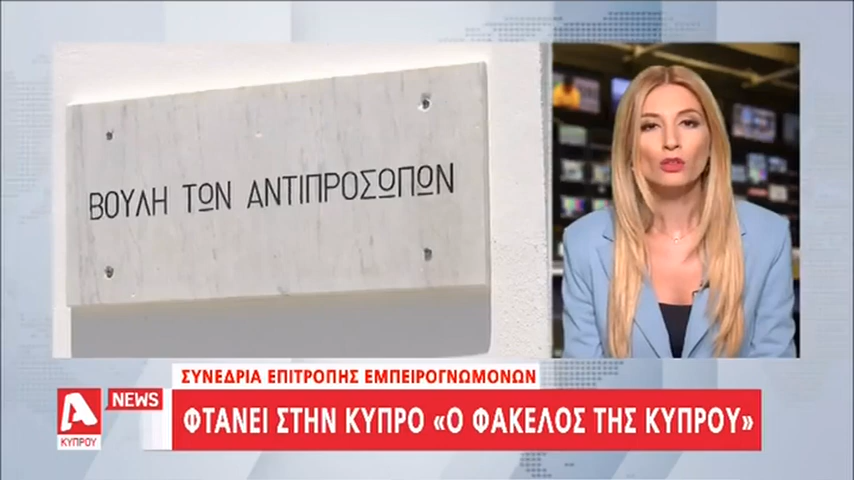 ΒΟΥΛΗ ΤΩΝ ΑΝΤΙΠΡΟΣΩΠΩΝ
ΣΥΝΕΔΡΙΑ ΕΠΙΤΡΟΠΗΣ ΕΜΠΕΙΡΟΓΝΩΜΟΝΩΝ
A NEWS
ΚΥΠΡΟΥ
ΦΤΑΝΕΙ ΣΤΗΝ ΚΥΠΡΟ «Ο ΦΑΚΕΛΟΣ ΤΗΣ ΚΥΠΡΟΥ»